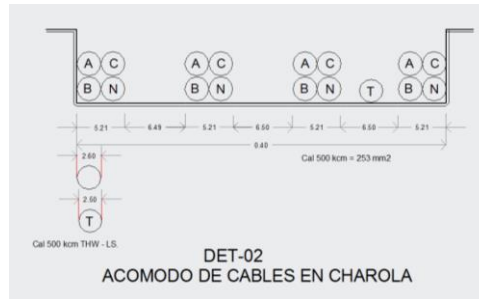 A C A C A C A C
B N B N B N T B N
5.21 6.49 5.21 6.50 5.21 6.50 5.21
0.40
2.60
Cal 500 kcm = 253 mm2
2.50
T
Cal 500 kcm THW - LS.
DET-02
ACOMODO DE CABLES EN CHAROLA